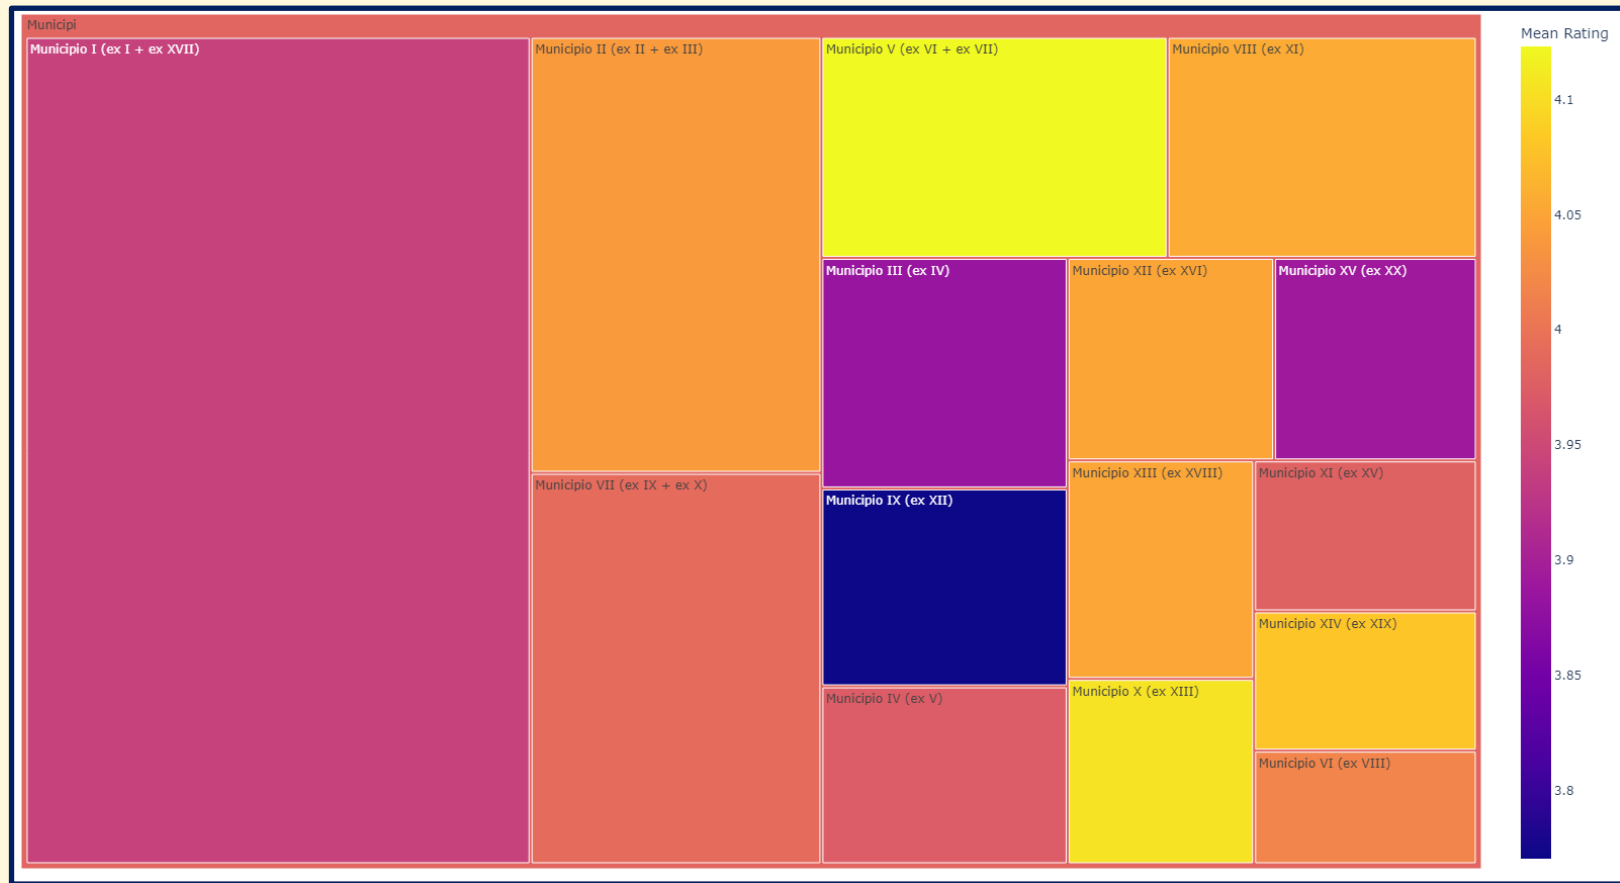 Municipi
Municipio I (ex I + ex XVII)
Municipio II (ex II + ex III)
Municipio V (ex VI + ex VII)
Municipio VIII (ex XI)
Municipio III (ex IV)
Municipio XII (ex XVI)
Municipio XV (ex XX)
Municipio VII (ex IX + ex X)
Municipio IX (ex XII)
Municipio XIII (ex XVIII)
Municipio XI (ex XV)
Municipio XIV (ex XIX)
Municipio IV (ex V)
Municipio X (ex XIII)
Municipio VI (ex VIII)
Mean Rating
4.1
4.05
4
3.95
3.9
3.85
3.8